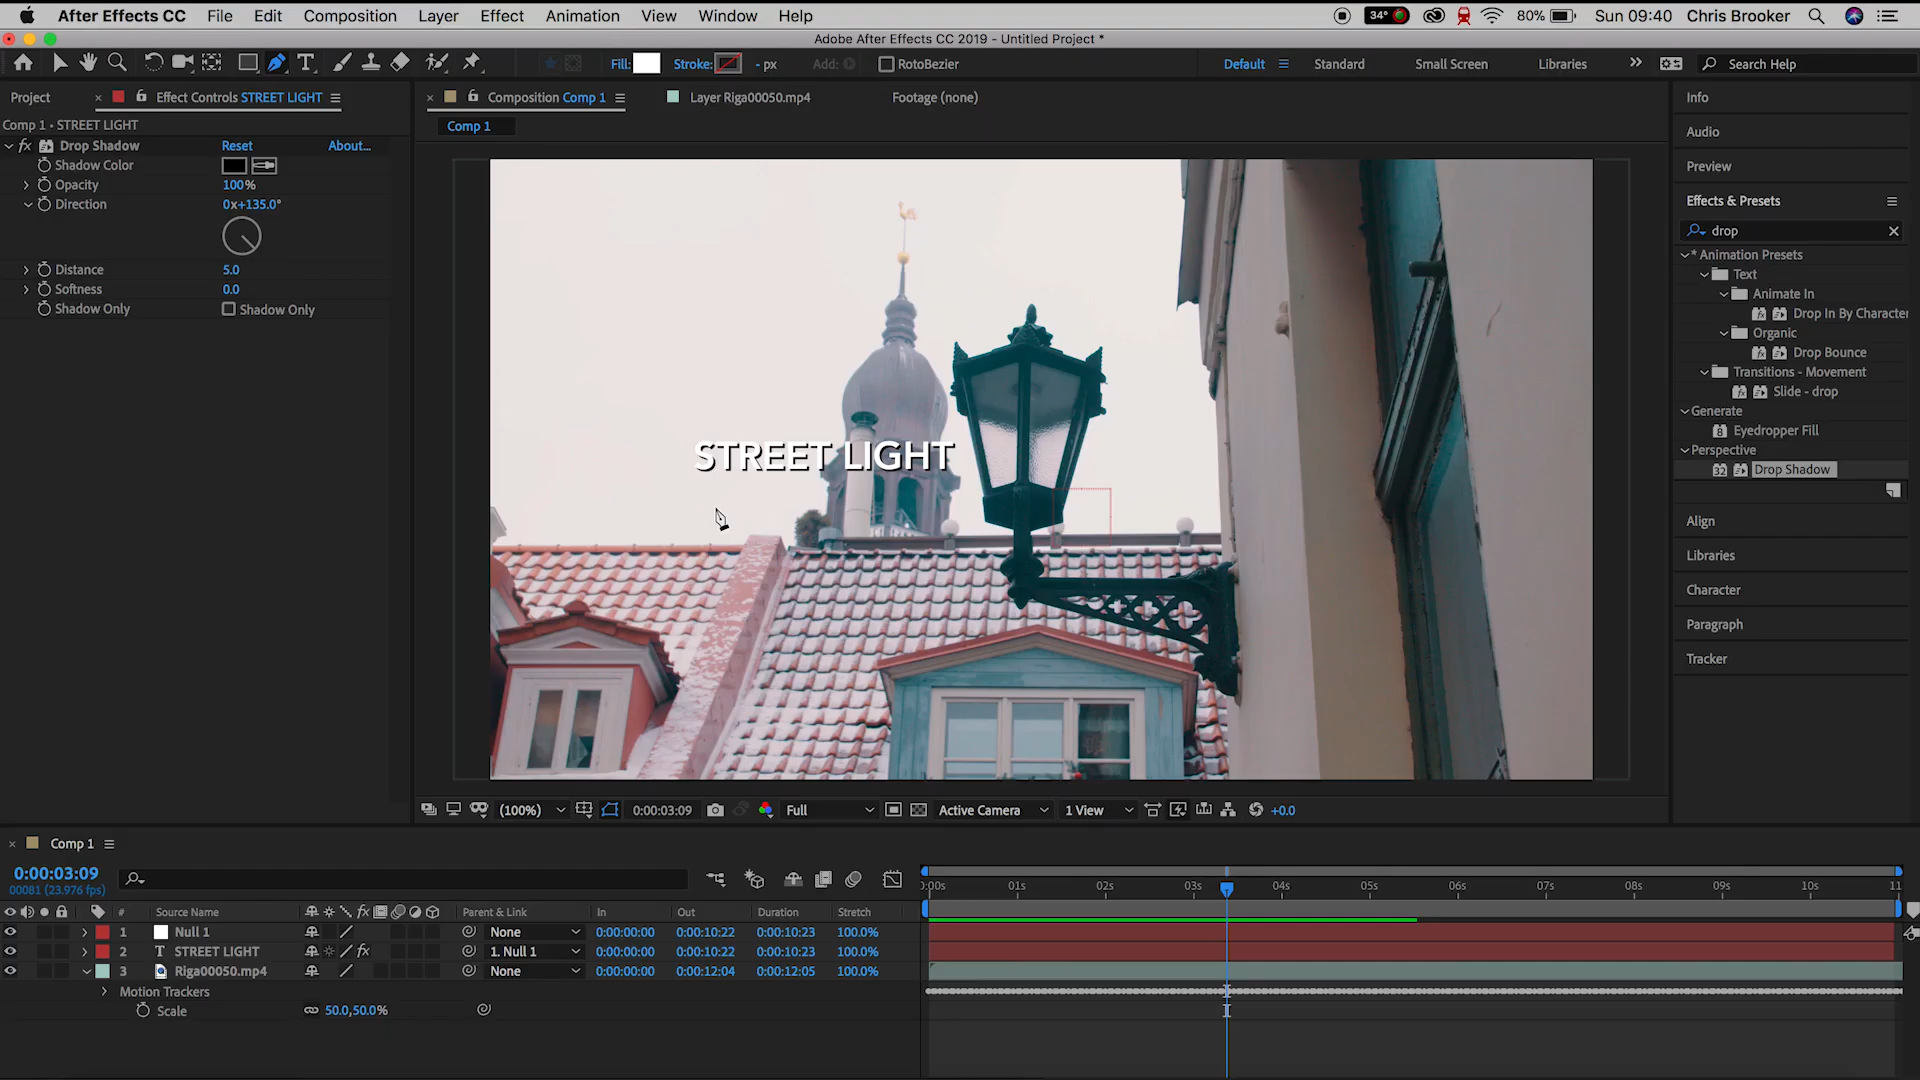 After Effects CC File Edit Composition Layer Effect Animation View Window Help 34° 80% Sun 09:40 Chris Brooker
Adobe After Effects CC 2019 - Untitled Project *
Fill: Stroke: - px Add: RotoBezier Default Standard Small Screen Libraries Search Help
Project Effect Controls STREET LIGHT Composition Comp 1 Layer Riga00050.mp4 Footage (none)
Comp 1 • STREET LIGHT
Comp 1
Drop Shadow Reset About...
Shadow Color
Opacity 100%
Direction 0x+135.0°
Distance 5.0
Softness 0.0
Shadow Only Shadow Only
STREET LIGHT
Info
Audio
Preview
Effects & Presets
drop
* Animation Presets
Text
Animate In
Drop In By Character
Organic
Drop Bounce
Transitions - Movement
Slide - drop
Generate
Eyedropper Fill
Perspective
32 Drop Shadow
Align
Libraries
Character
Paragraph
Tracker
(100%) 0:00:03:09 Full Active Camera 1 View +0.0
Comp 1
0:00:03:09
00081 (23.976 fps)
0:00s 01s 02s 03s 04s 05s 06s 07s 08s 09s 10s 11
# Source Name Parent & Link In Out Duration Stretch
1 Null 1 None 0:00:00:00 0:00:10:22 0:00:10:23 100.0%
2 T STREET LIGHT fx 1. Null 1 0:00:00:00 0:00:10:22 0:00:10:23 100.0%
3 Riga00050.mp4 None 0:00:00:00 0:00:12:04 0:00:12:05 100.0%
Motion Trackers
Scale 50.0,50.0%